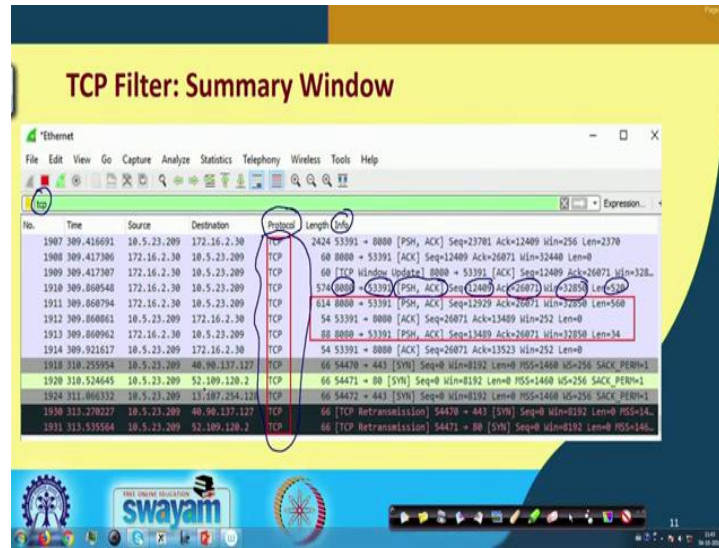 TCP Filter: Summary Window
*Ethernet
File Edit View Go Capture Analyze Statistics Telephony Wireless Tools Help
tcp
Expression...
No. Time Source Destination Protocol Length Info
1907 309.416691 10.5.23.209 172.16.2.30 TCP 2424 53391 → 8080 [PSH, ACK] Seq=23701 Ack=12409 Win=256 Len=2370
1908 309.417306 172.16.2.30 10.5.23.209 TCP 60 8080 → 53391 [ACK] Seq=12409 Ack=26071 Win=32440 Len=0
1909 309.417307 172.16.2.30 10.5.23.209 TCP 60 [TCP Window Update] 8080 → 53391 [ACK] Seq=12409 Ack=26071 Win=328…
1910 309.860548 172.16.2.30 10.5.23.209 TCP 574 8080 → 53391 [PSH, ACK] Seq=12409 Ack=26071 Win=32850 Len=520
1911 309.860794 172.16.2.30 10.5.23.209 TCP 614 8080 → 53391 [PSH, ACK] Seq=12929 Ack=26071 Win=32850 Len=560
1912 309.860861 10.5.23.209 172.16.2.30 TCP 54 53391 → 8080 [ACK] Seq=26071 Ack=13489 Win=252 Len=0
1913 309.860962 172.16.2.30 10.5.23.209 TCP 88 8080 → 53391 [PSH, ACK] Seq=13489 Ack=26071 Win=32850 Len=34
1914 309.921617 10.5.23.209 172.16.2.30 TCP 54 53391 → 8080 [ACK] Seq=26071 Ack=13523 Win=252 Len=0
1918 310.255954 10.5.23.209 40.90.137.127 TCP 66 54470 → 443 [SYN] Seq=0 Win=8192 Len=0 MSS=1460 WS=256 SACK_PERM=1
1920 310.524645 10.5.23.209 52.109.120.2 TCP 66 54471 → 80 [SYN] Seq=0 Win=8192 Len=0 MSS=1460 WS=256 SACK_PERM=1
1924 311.066332 10.5.23.209 13.107.254.128 TCP 66 54472 → 443 [SYN] Seq=0 Win=8192 Len=0 MSS=1460 WS=256 SACK_PERM=1
1930 313.270227 10.5.23.209 40.90.137.127 TCP 66 [TCP Retransmission] 54470 → 443 [SYN] Seq=0 Win=8192 Len=0 MSS=14…
1931 313.535564 10.5.23.209 52.109.120.2 TCP 66 [TCP Retransmission] 54471 → 80 [SYN] Seq=0 Win=8192 Len=0 MSS=146…
FREE ONLINE EDUCATION
swayam
11